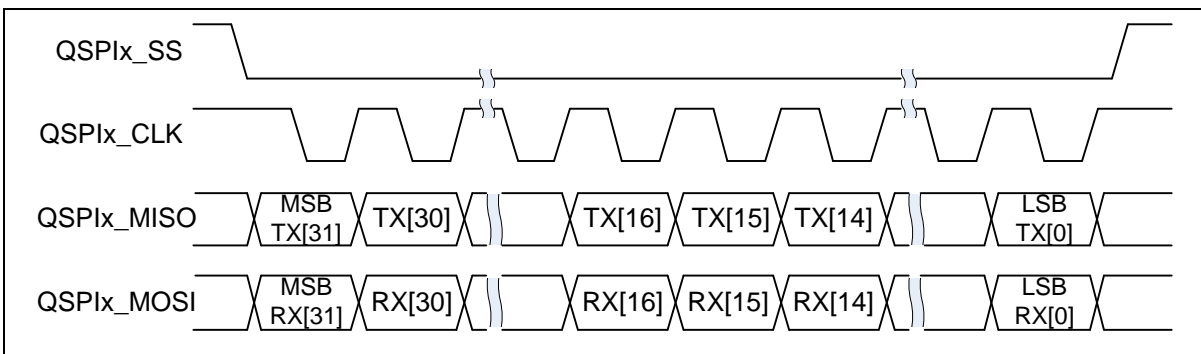 QSPIx_SS
QSPIx_CLK
QSPIx_MISO
MSB
TX[31]
TX[30]
TX[16]
TX[15]
TX[14]
LSB
TX[0]
QSPIx_MOSI
MSB
RX[31]
RX[30]
RX[16]
RX[15]
RX[14]
LSB
RX[0]